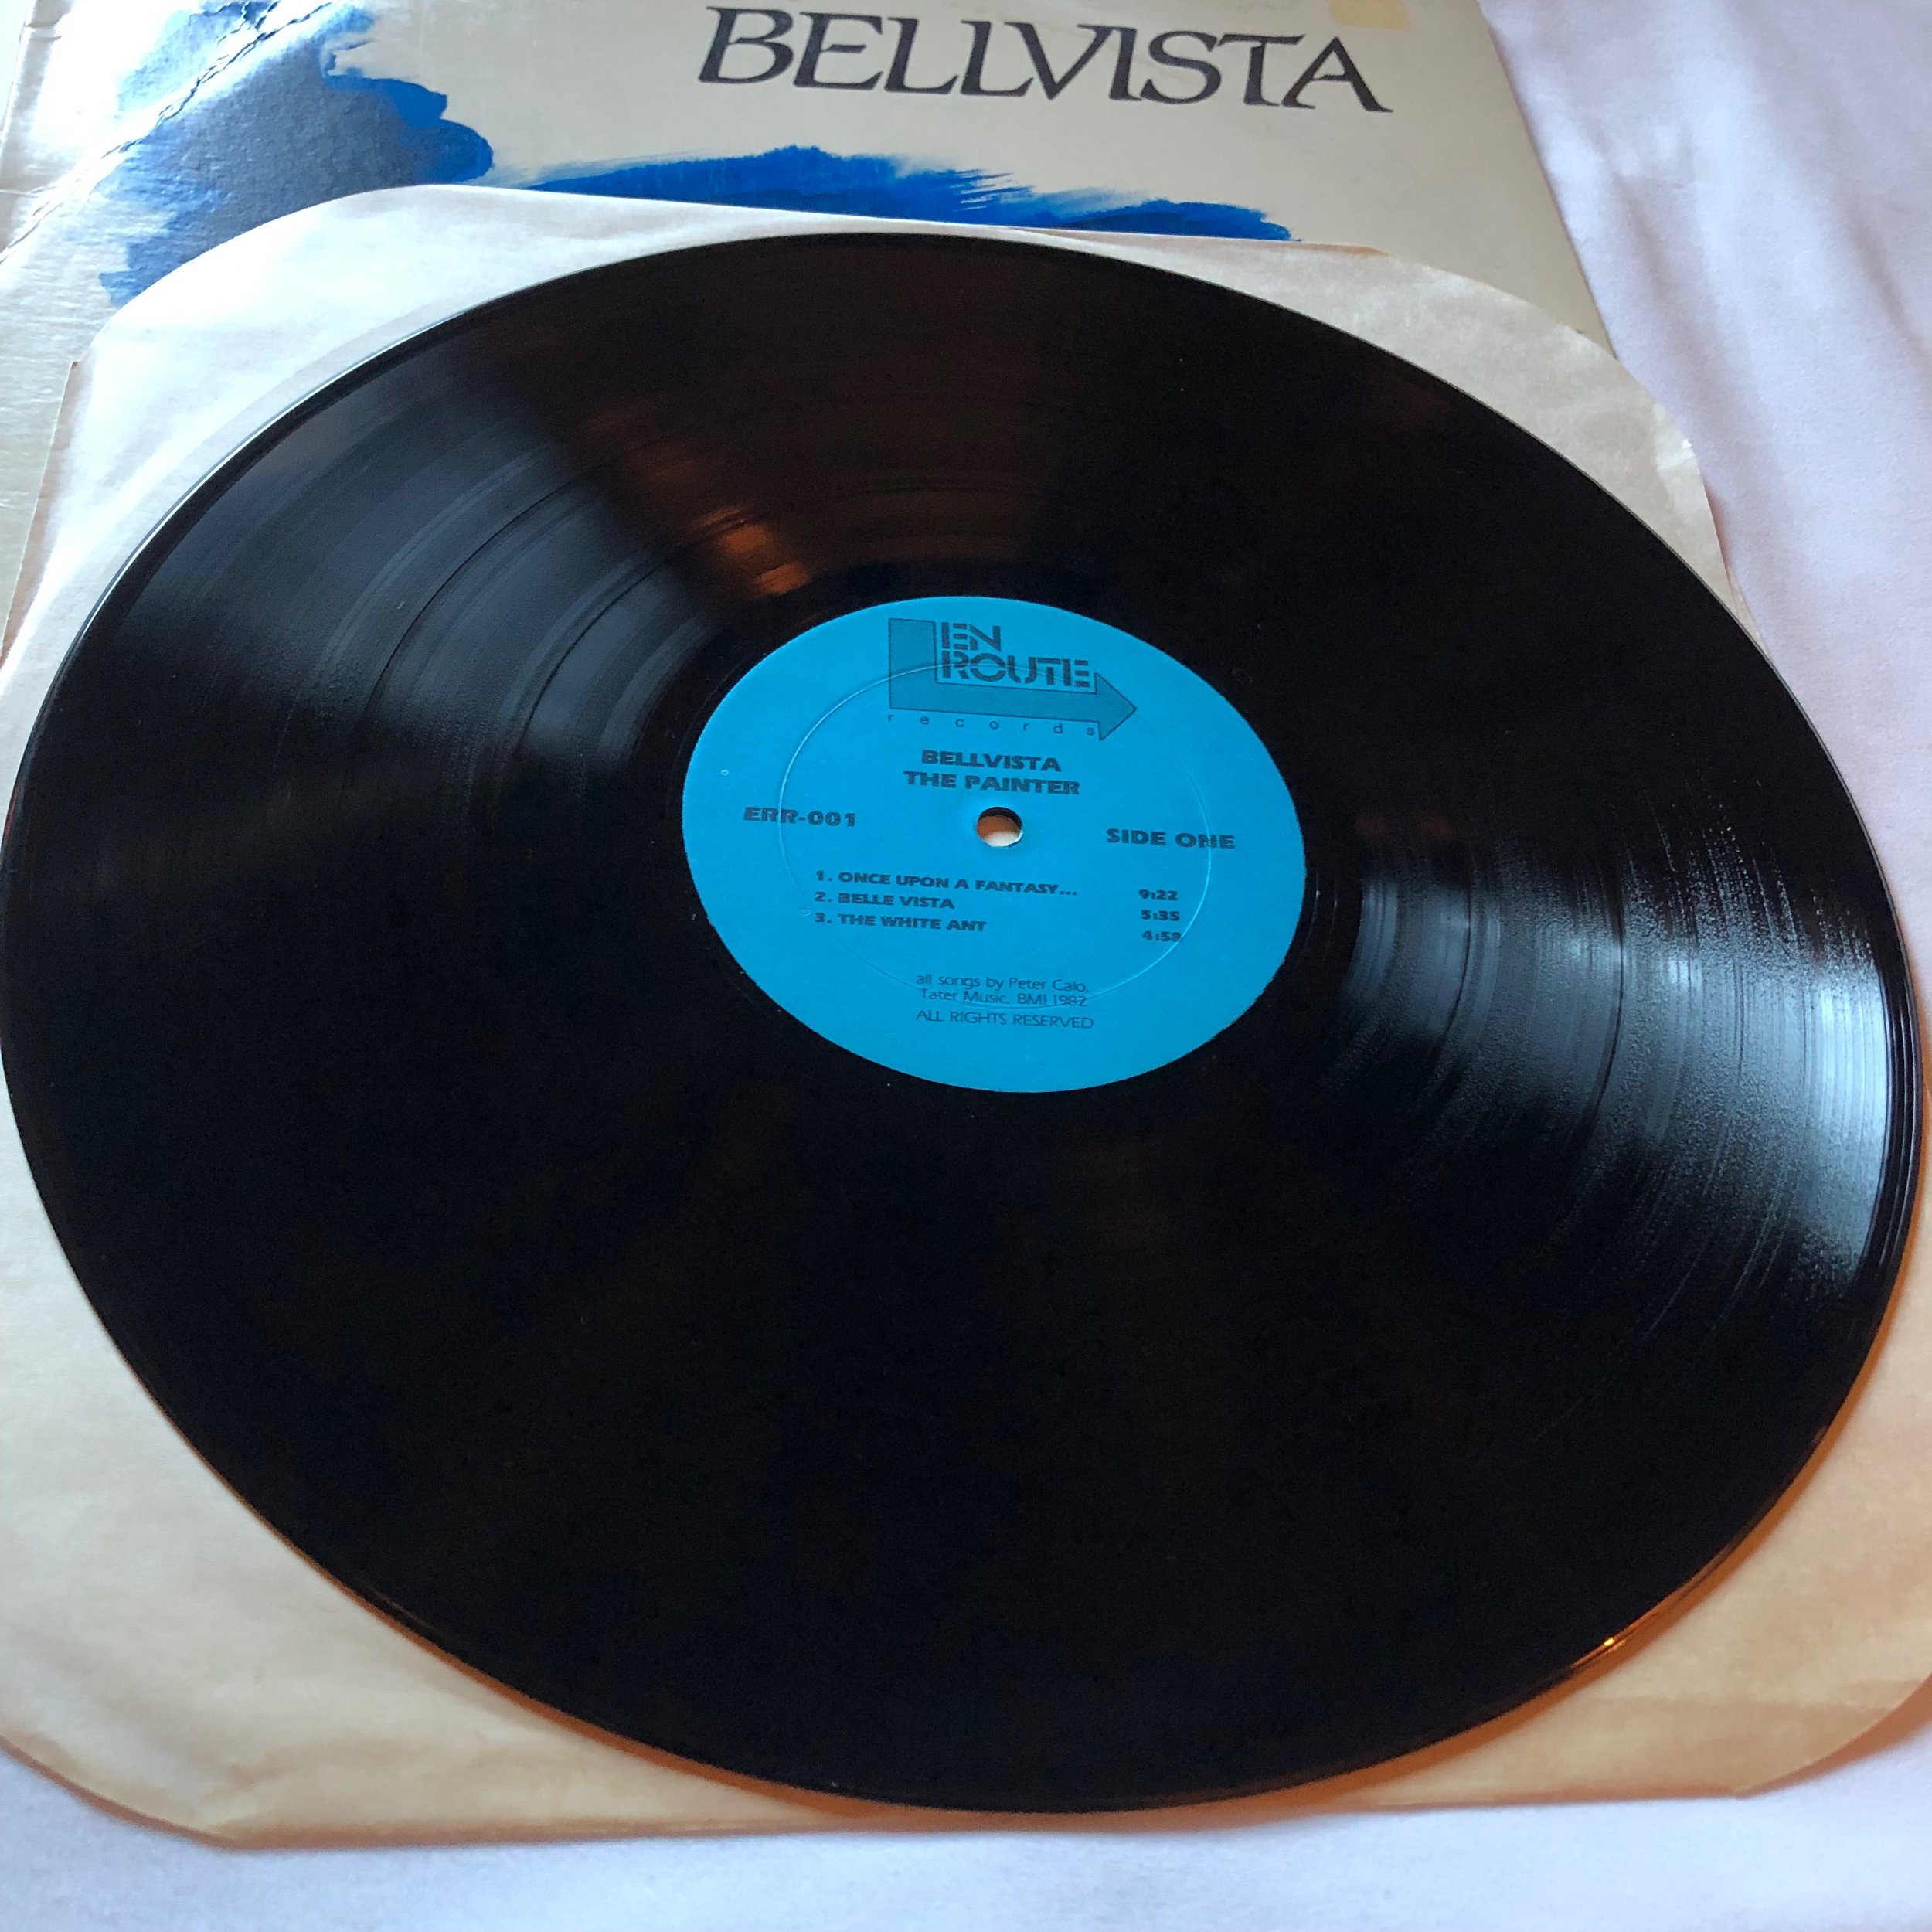 BELLVISTA
EN
ROUTE
records
BELLVISTA
THE PAINTER
ERR-001
SIDE ONE
1. ONCE UPON A FANTASY... 9:22
2. BELLE VISTA 5:35
3. THE WHITE ANT 4:58
all songs by Peter Calo,
Tater Music, BMI 1982
ALL RIGHTS RESERVED